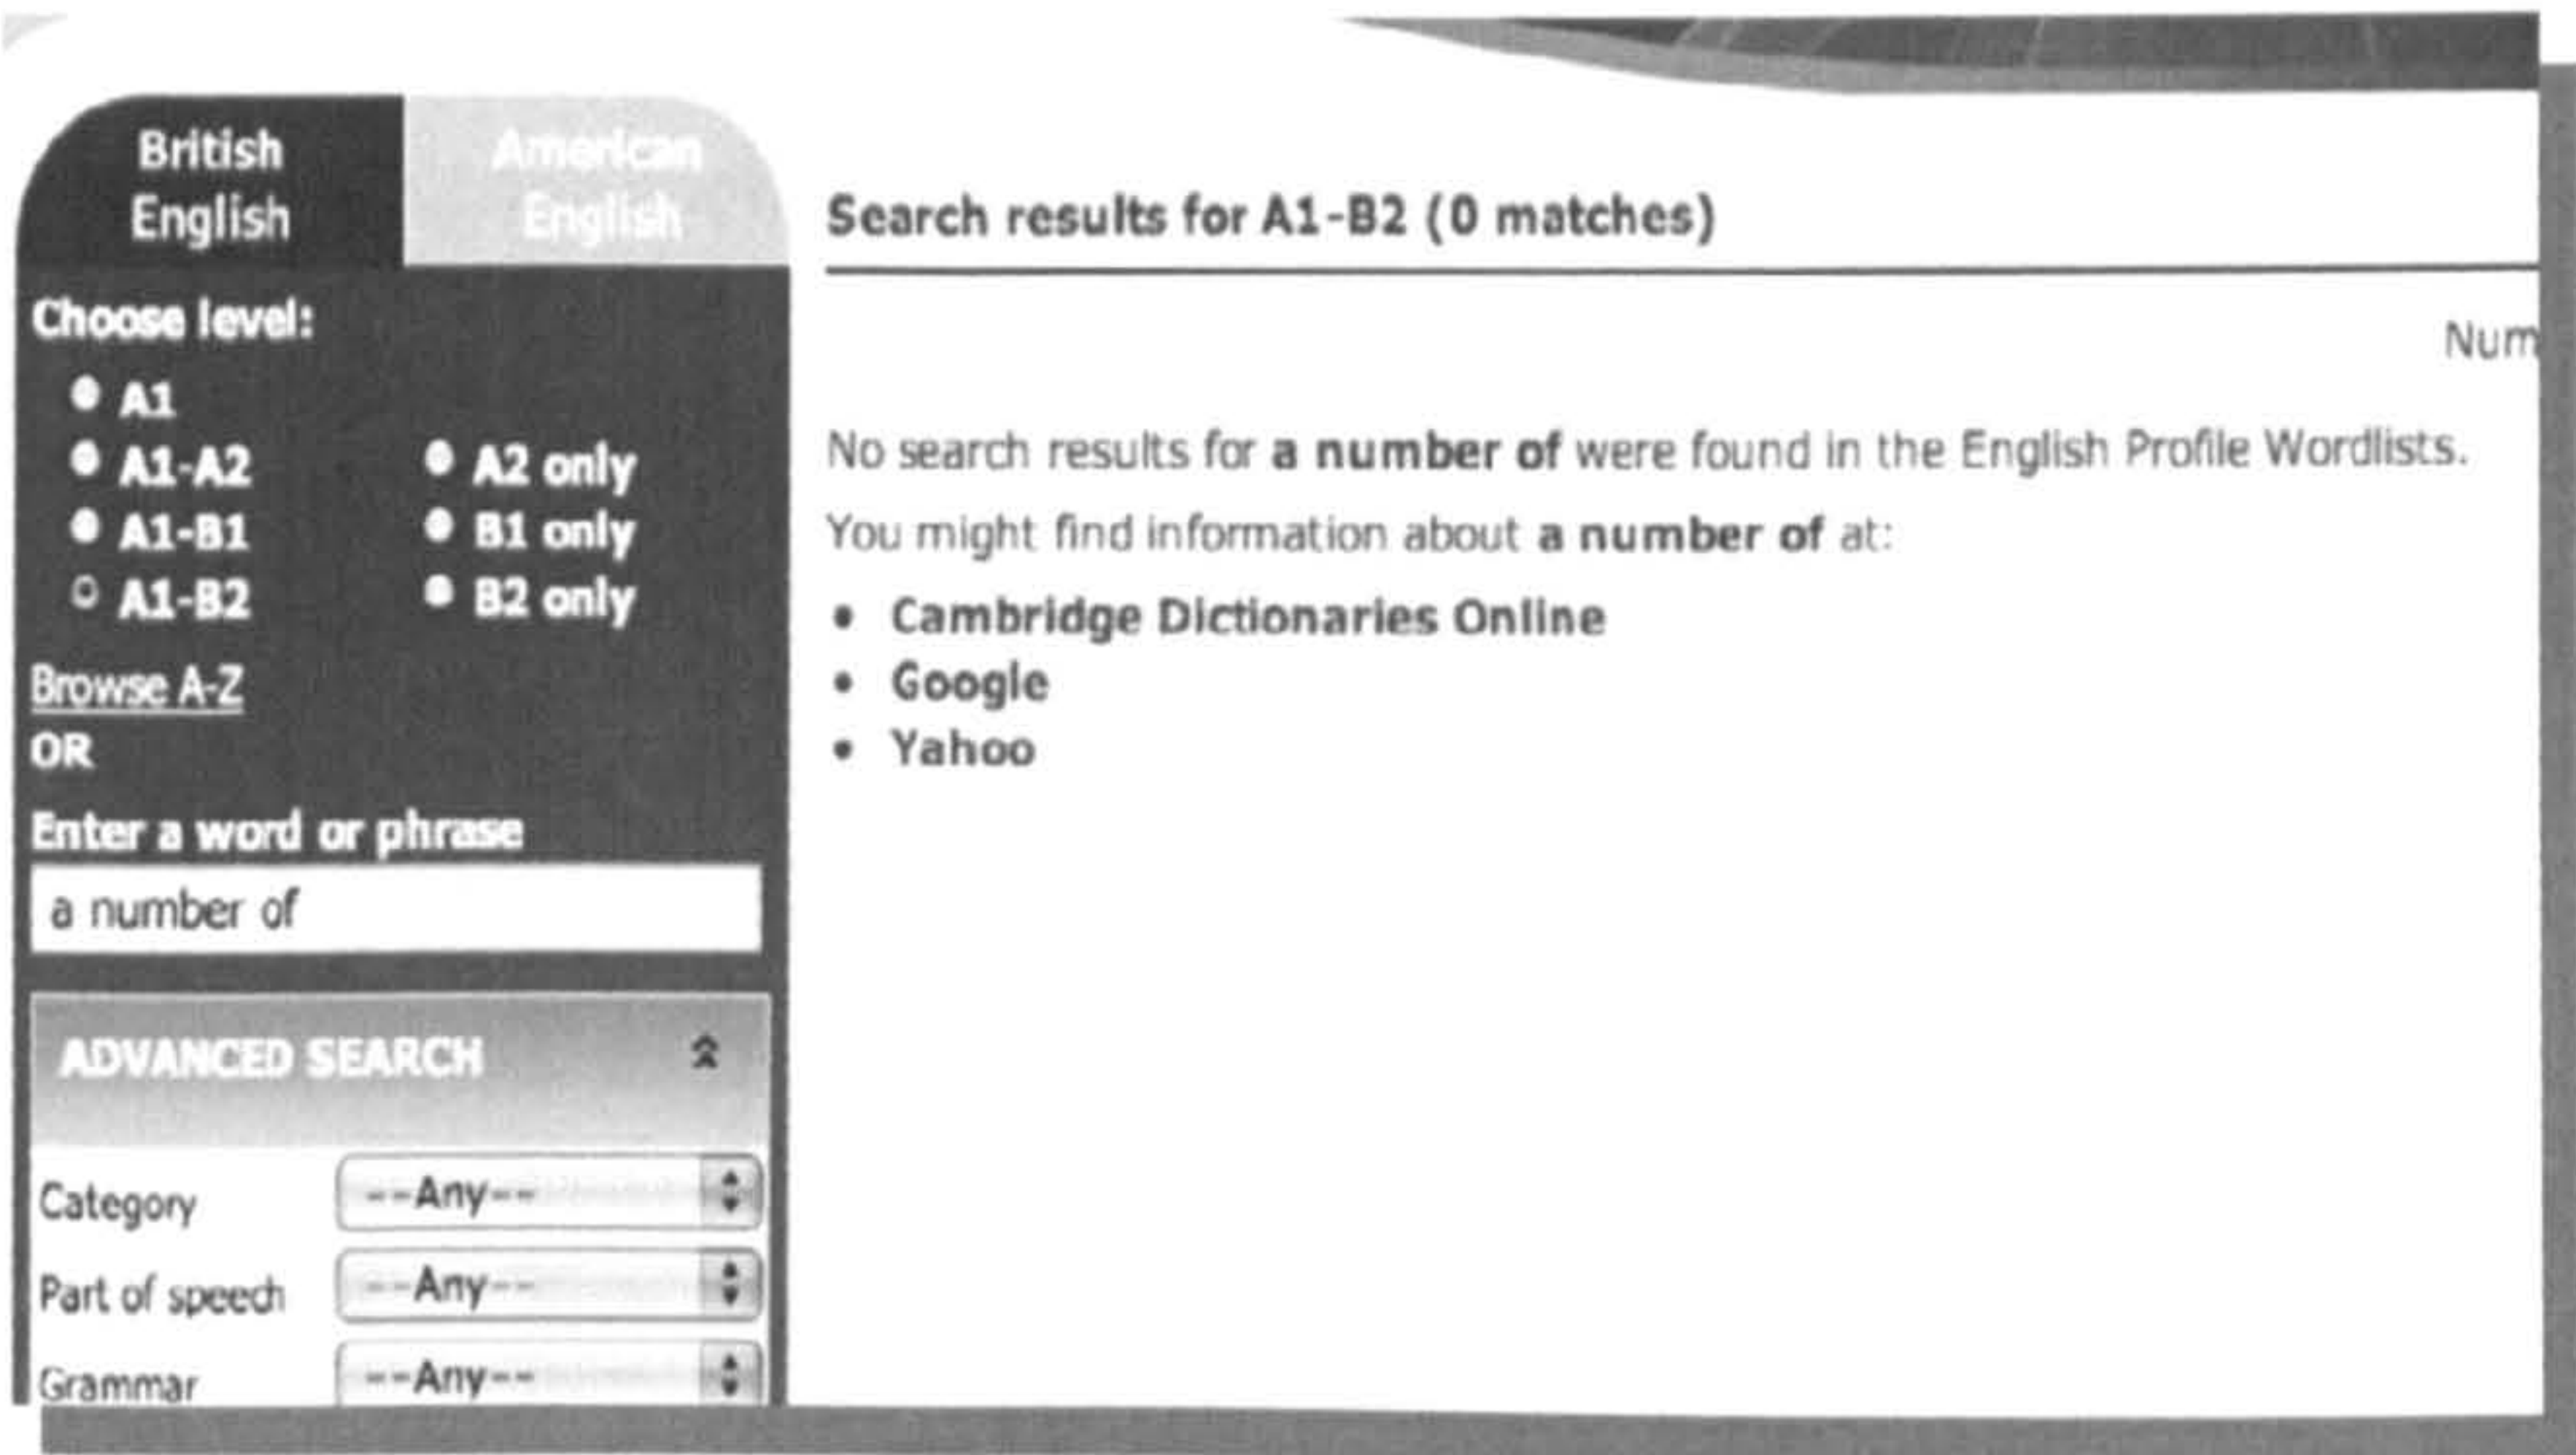 British
English
American
English
Choose level:
A1
A1-A2
A2 only
A1-B1
B1 only
A1-B2
B2 only
Browse A-Z
OR
Enter a word or phrase
a number of
ADVANCED SEARCH
Category
--Any--
Part of speech
--Any--
Grammar
--Any--
Search results for A1-B2 (0 matches)
Num
No search results for a number of were found in the English Profile Wordlists.
You might find information about a number of at:
• Cambridge Dictionaries Online
• Google
• Yahoo